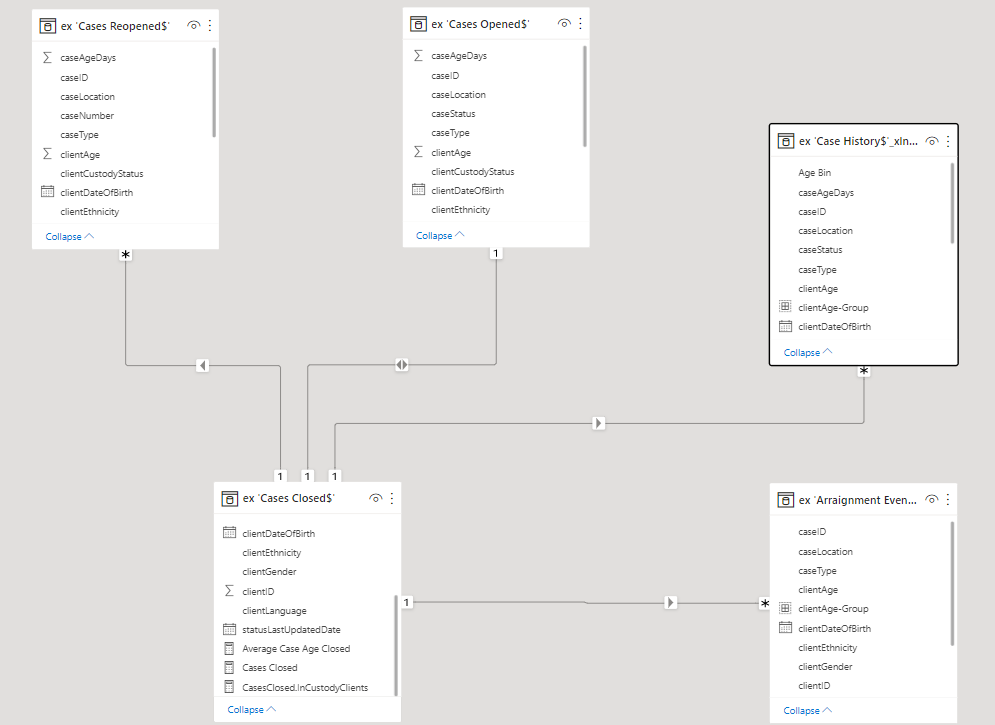 ex 'Cases Reopened$'
caseAgeDays
caseID
caseLocation
caseNumber
caseType
clientAge
clientCustodyStatus
clientDateOfBirth
clientEthnicity
Collapse
*
ex 'Cases Opened$'
caseAgeDays
caseID
caseLocation
caseStatus
caseType
clientAge
clientCustodyStatus
clientDateOfBirth
clientEthnicity
Collapse
1
ex 'Case History$'_xln...
Age Bin
caseAgeDays
caseID
caseLocation
caseStatus
caseType
clientAge
clientAge-Group
clientDateOfBirth
Collapse
*
1
1
1
ex 'Cases Closed$'
clientDateOfBirth
clientEthnicity
clientGender
clientID
clientLanguage
statusLastUpdatedDate
Average Case Age Closed
Cases Closed
CasesClosed.InCustodyClients
Collapse
1
*
ex 'Arraignment Even...
caseID
caseLocation
caseType
clientAge
clientAge-Group
clientDateOfBirth
clientEthnicity
clientGender
clientID
Collapse